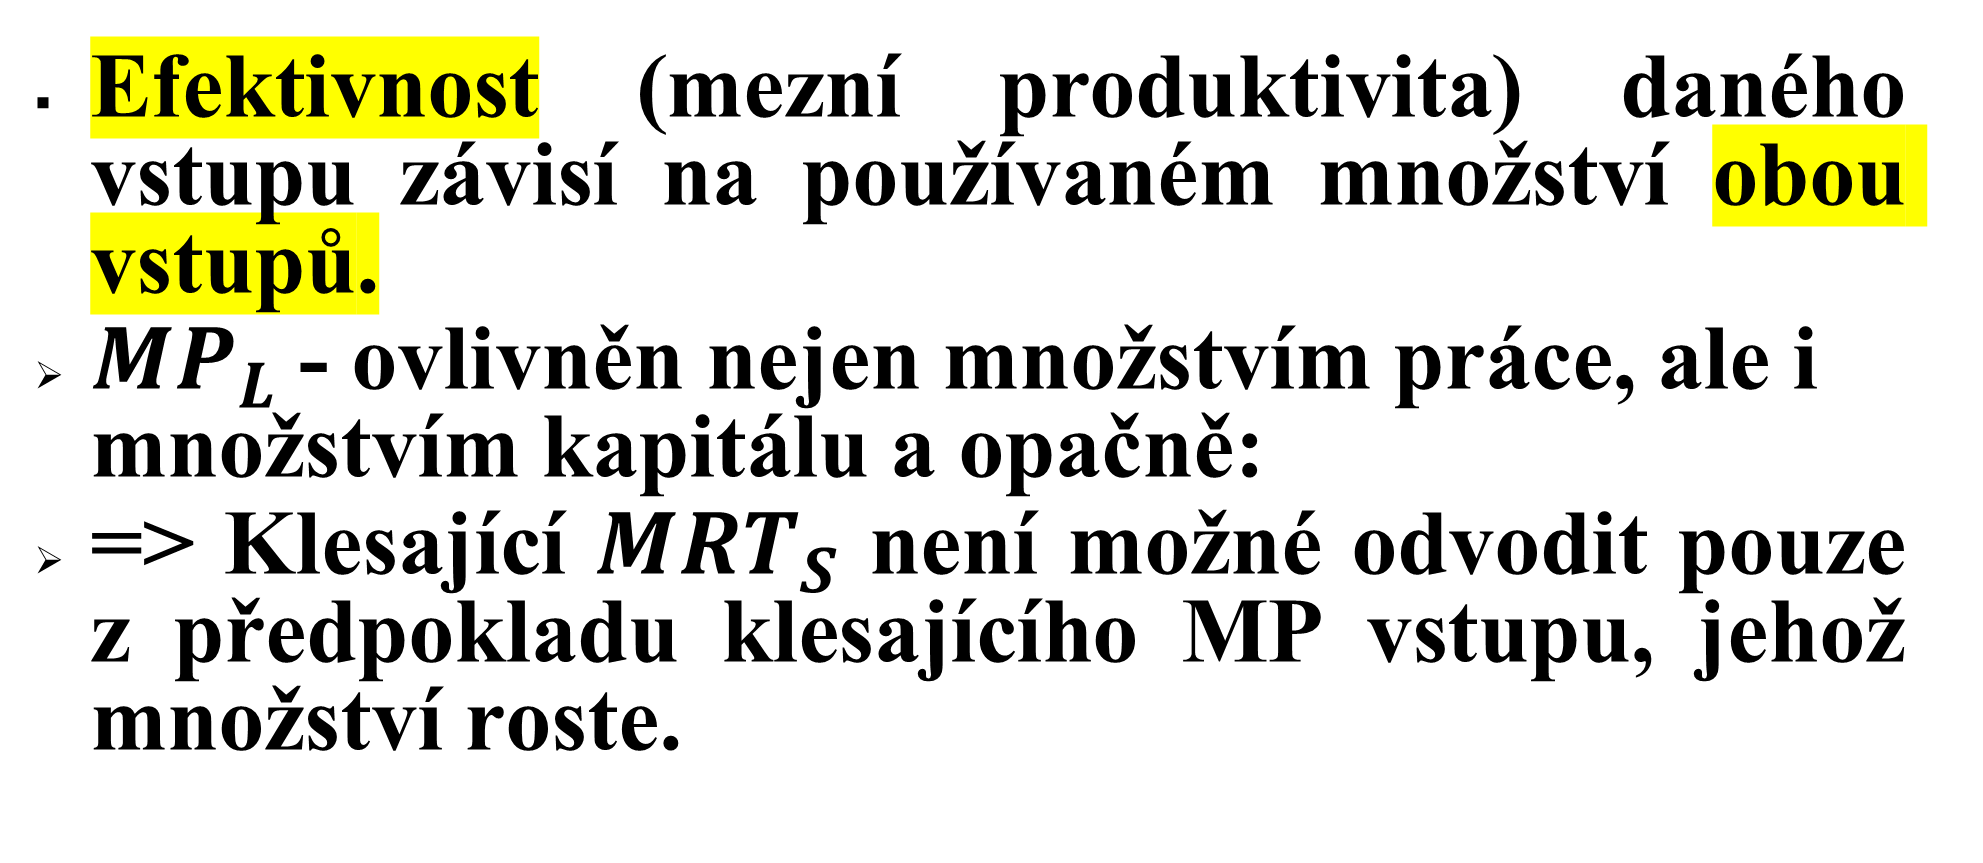 ▪ Efektivnost (mezní produktivita) daného
vstupu závisí na používaném množství obou
vstupů.
➢ MP_L - ovlivněn nejen množstvím práce, ale i
množstvím kapitálu a opačně:
➢ => Klesající MRT_S není možné odvodit pouze
z předpokladu klesajícího MP vstupu, jehož
množství roste.